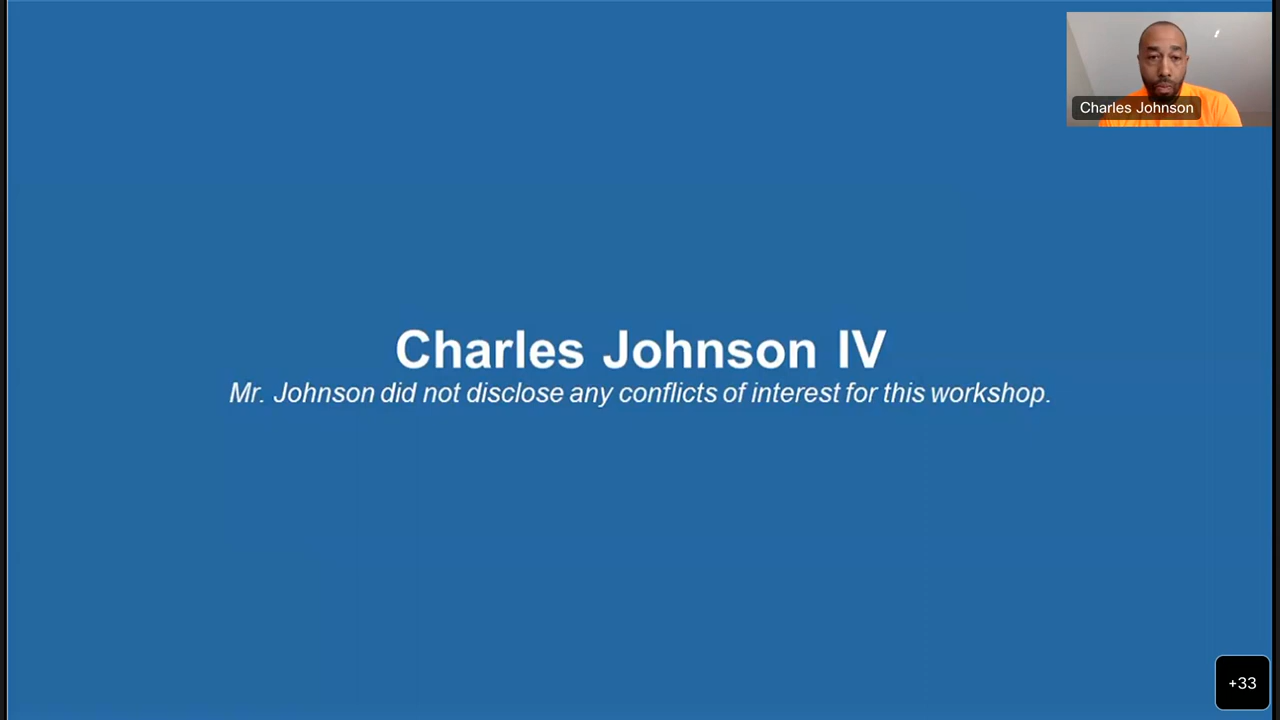 Charles Johnson
Charles Johnson IV
Mr. Johnson did not disclose any conflicts of interest for this workshop.
+33